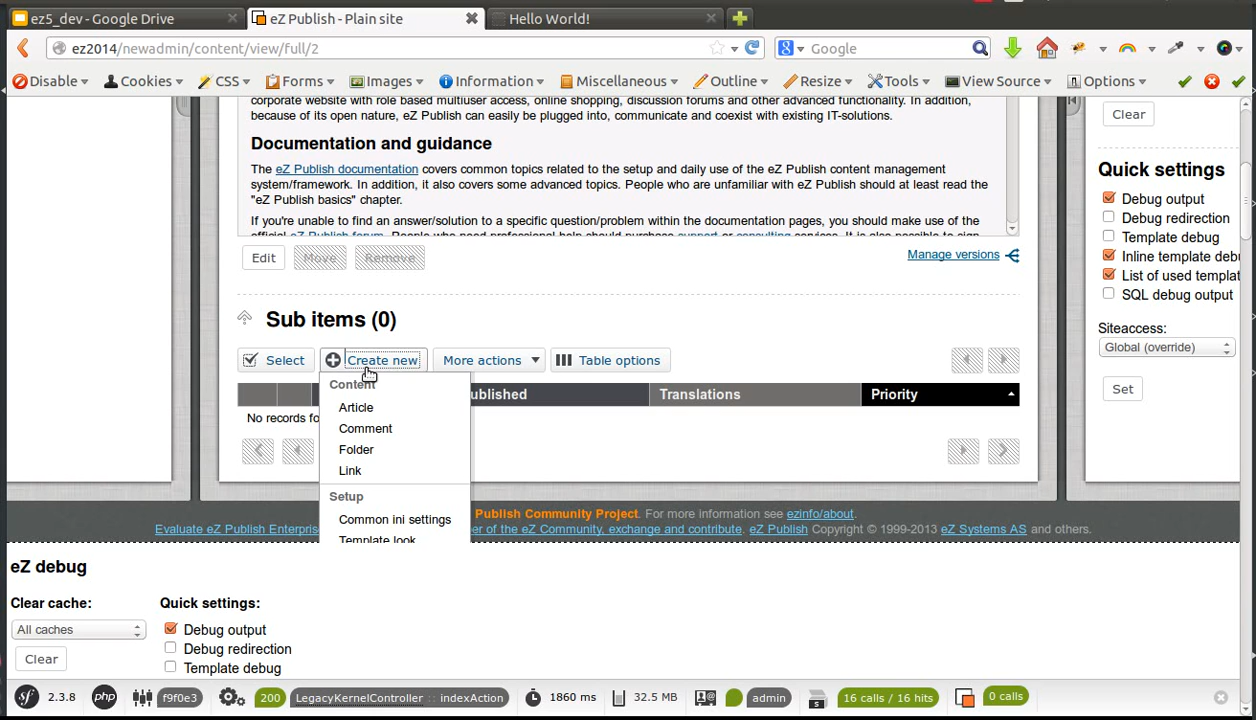 ez5_dev - Google Drive
eZ Publish - Plain site
Hello World!
ez2014/newadmin/content/view/full/2
Google
Disable
Cookies
CSS
Forms
Images
Information
Miscellaneous
Outline
Resize
Tools
View Source
Options
corporate website with role based multiuser access, online shopping, discussion forums and other advanced functionality. In addition,
because of its open nature, eZ Publish can easily be plugged into, communicate and coexist with existing IT-solutions.
Documentation and guidance
The eZ Publish documentation covers common topics related to the setup and daily use of the eZ Publish content management
system/framework. In addition, it also covers some advanced topics. People who are unfamiliar with eZ Publish should at least read the
"eZ Publish basics" chapter.
If you're unable to find an answer/solution to a specific question/problem within the documentation pages, you should make use of the
official eZ Publish forum. People who need professional help should purchase support or consulting services. It is also possible to sign
Edit
Move
Remove
Manage versions
Sub items (0)
Select
Create new
More actions
Table options
ublished
Translations
Priority
No records fo
Content
Article
Comment
Folder
Link
Setup
Common ini settings
Template look
Clear
Quick settings
Debug output
Debug redirection
Template debug
Inline template deb
List of used templat
SQL debug output
Siteaccess:
Global (override)
Set
Publish Community Project. For more information see ezinfo/about.
Evaluate eZ Publish Enterpris
er of the eZ Community, exchange and contribute. eZ Publish Copyright © 1999-2013 eZ Systems AS and others.
eZ debug
Clear cache:
All caches
Clear
Quick settings:
Debug output
Debug redirection
Template debug
sf 2.3.8 php f9f0e3 200 LegacyKernelController :: indexAction 1860 ms 32.5 MB admin 16 calls / 16 hits 0 calls